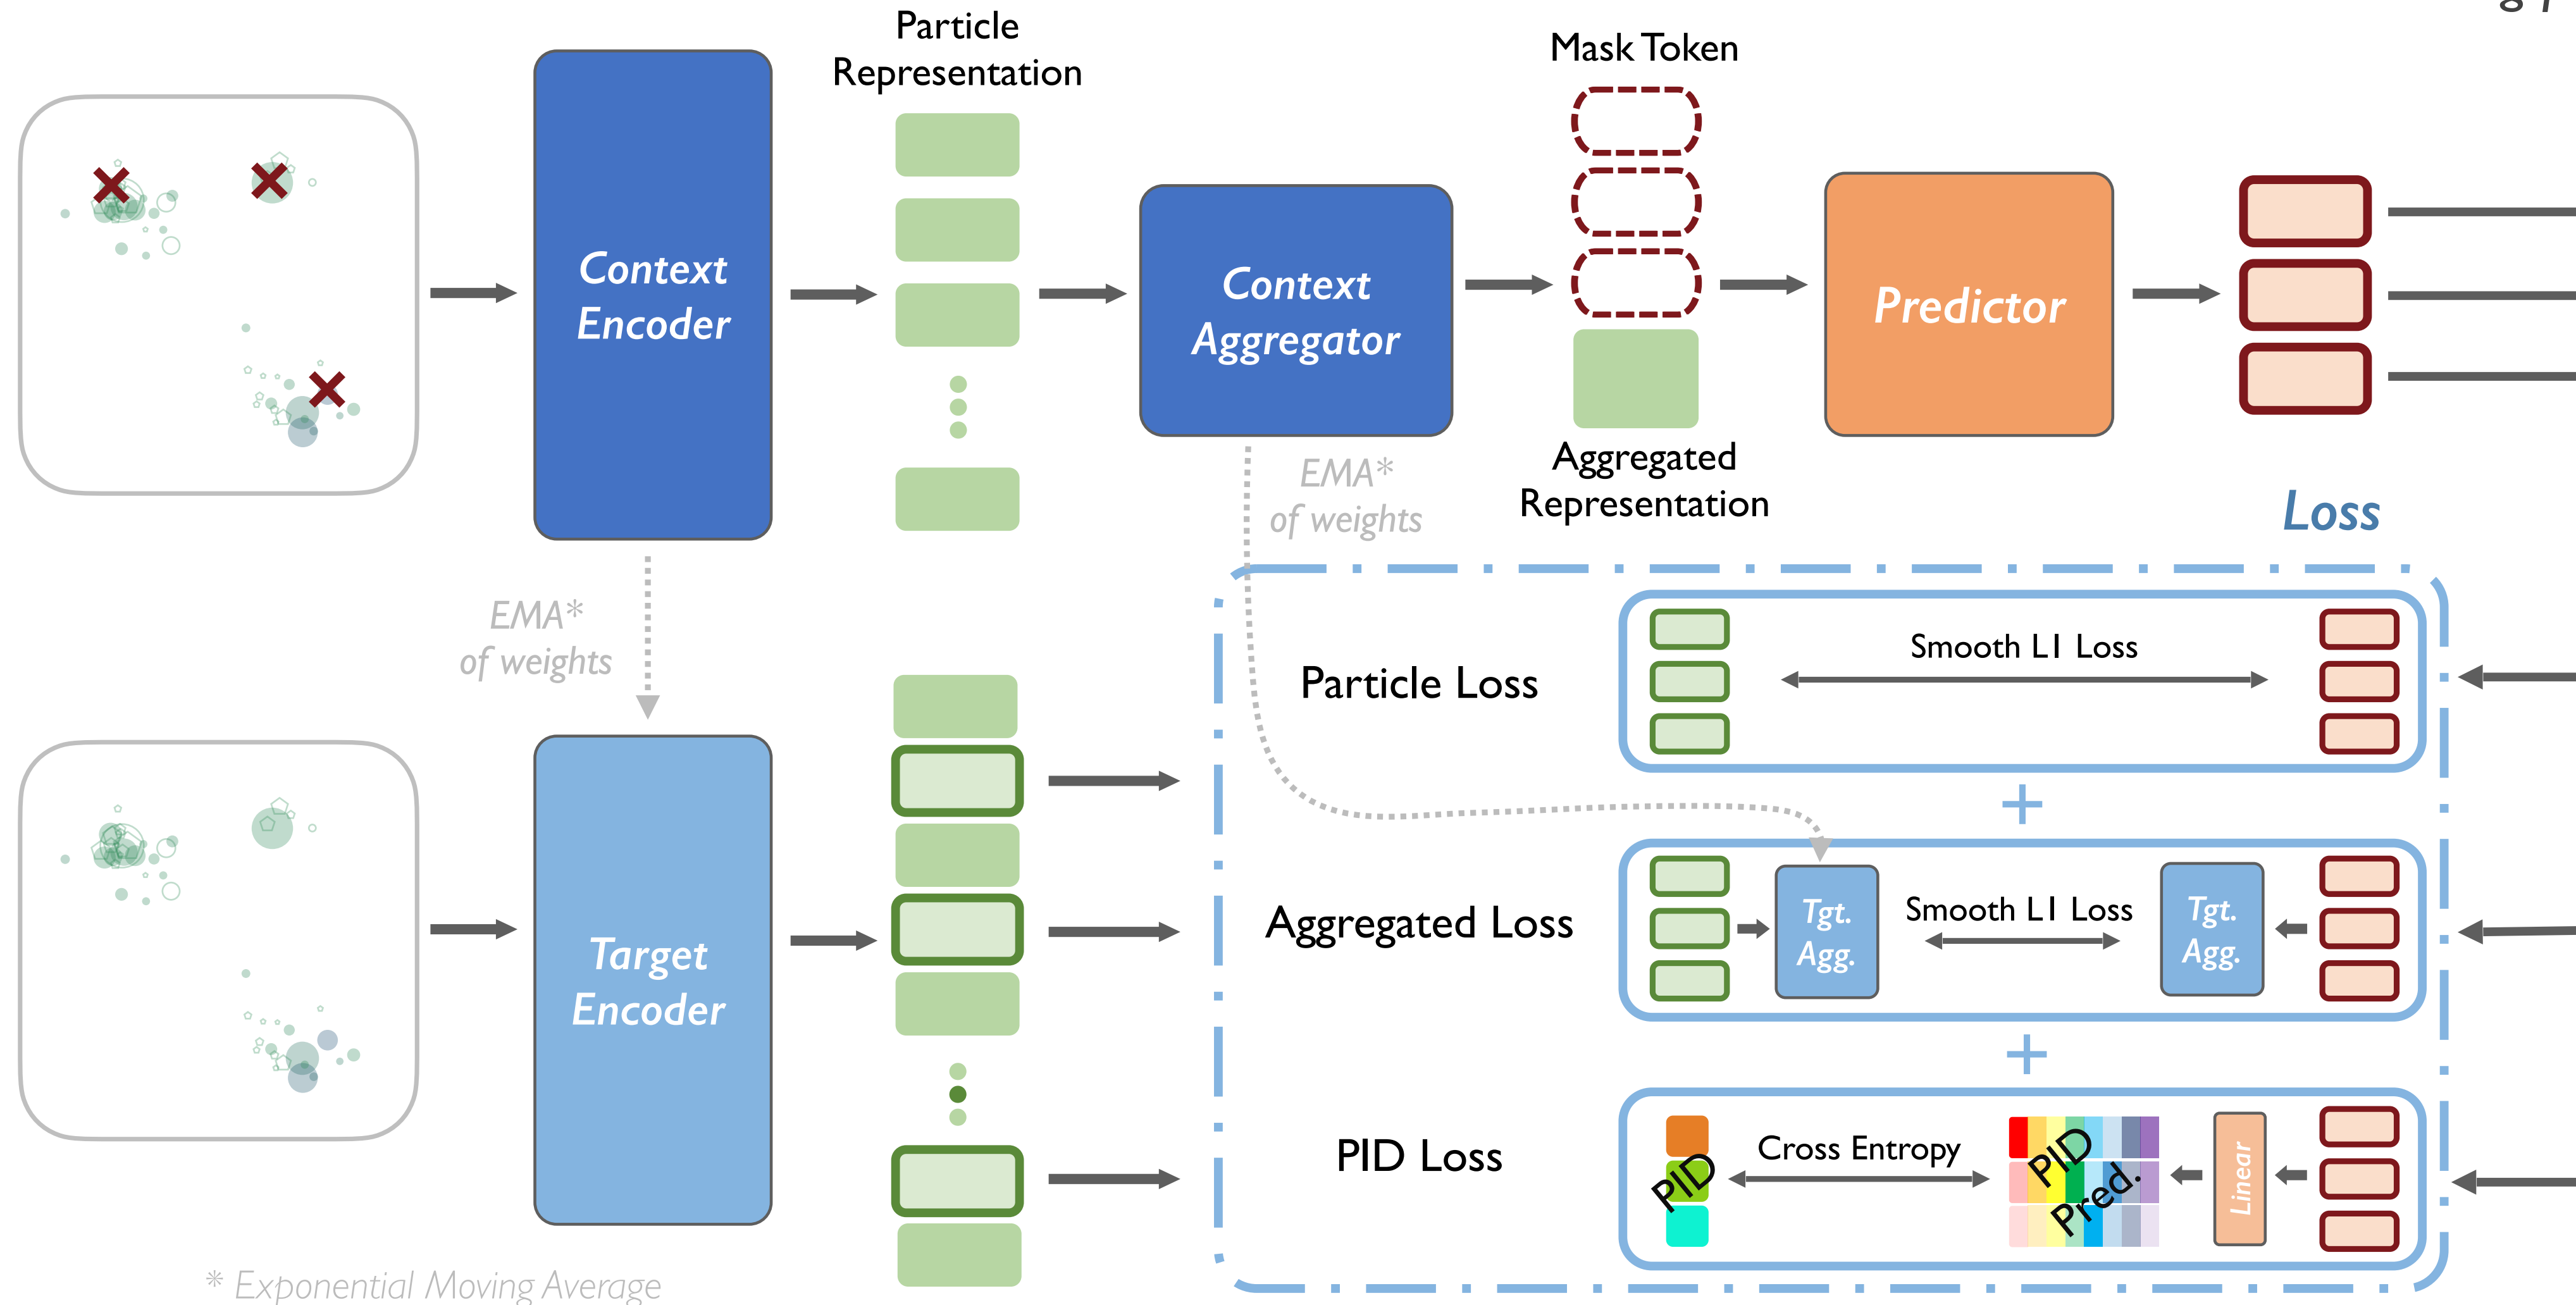 Particle
Representation
Mask Token
Context
Encoder
Context
Aggregator
Predictor
Aggregated
Representation
EMA*
of weights
Loss
EMA*
of weights
Particle Loss
Smooth L1 Loss
Target
Encoder
Aggregated Loss
Tgt.
Agg.
Smooth L1 Loss
Tgt.
Agg.
PID Loss
PID
Cross Entropy
PID
Pred.
Linear
* Exponential Moving Average